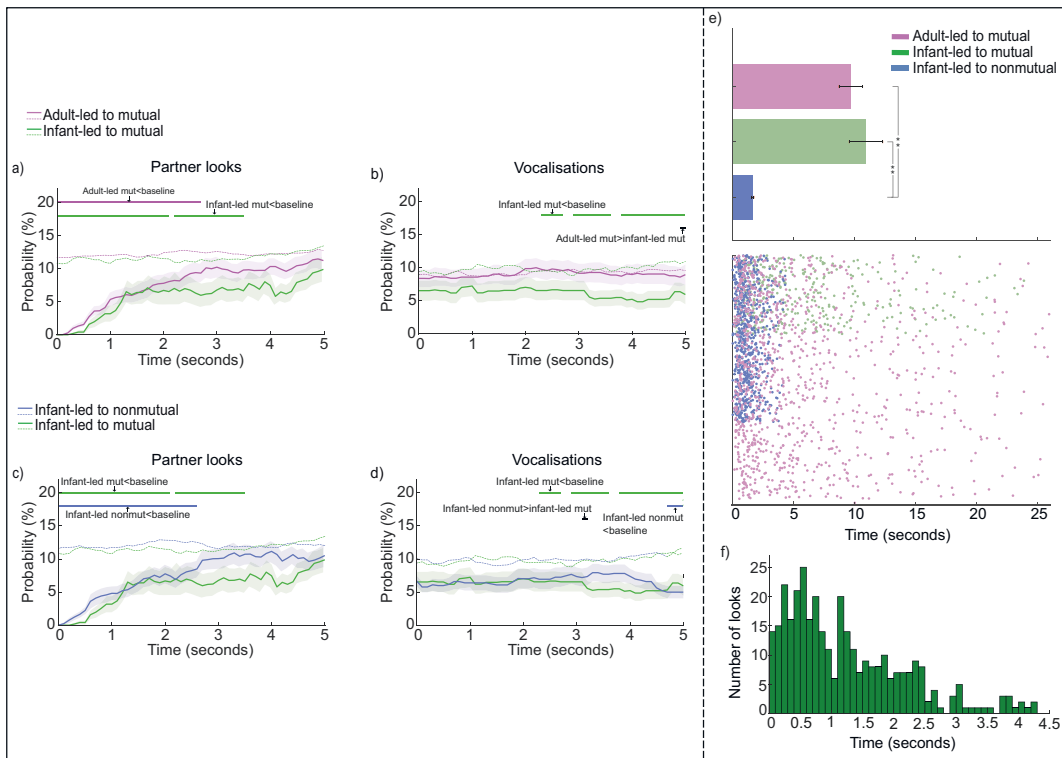 Adult-led to mutual
Infant-led to mutual
a)
Partner looks
Adult-led mut<baseline
Infant-led mut<baseline
Probability (%)
20
15
10
5
0
0 1 2 3 4 5
Time (seconds)
b)
Vocalisations
Infant-led mut<baseline
Adult-led mut>infant-led mut
Probability (%)
20
15
10
5
0
0 1 2 3 4 5
Time (seconds)
Infant-led to nonmutual
Infant-led to mutual
c)
Partner looks
Infant-led mut<baseline
Infant-led nonmut<baseline
Probability (%)
20
15
10
5
0
0 1 2 3 4 5
Time (seconds)
d)
Vocalisations
Infant-led mut<baseline
Infant-led nonmut>infant-led mut
Infant-led nonmut
<baseline
Probability (%)
20
15
10
5
0
0 1 2 3 4 5
Time (seconds)
e)
Adult-led to mutual
Infant-led to mutual
Infant-led to nonmutual
**
**
0 5 10 15 20 25
Time (seconds)
f)
Number of looks
25
20
15
10
5
0
0 0.5 1 1.5 2 2.5 3 3.5 4 4.5
Time (seconds)